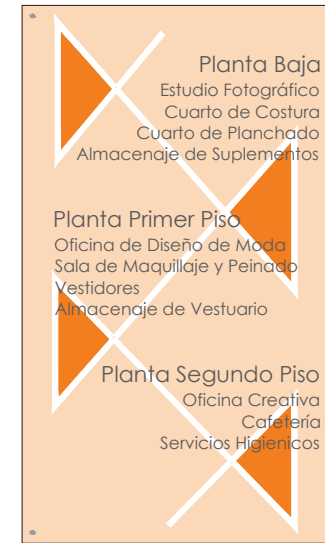 Planta Baja
Estudio Fotográfico
Cuarto de Costura
Cuarto de Planchado
Almacenaje de Suplementos
Planta Primer Piso
Oficina de Diseño de Moda
Sala de Maquillaje y Peinado
Vestidores
Almacenaje de Vestuario
Planta Segundo Piso
Oficina Creativa
Cafetería
Servicios Higienicos